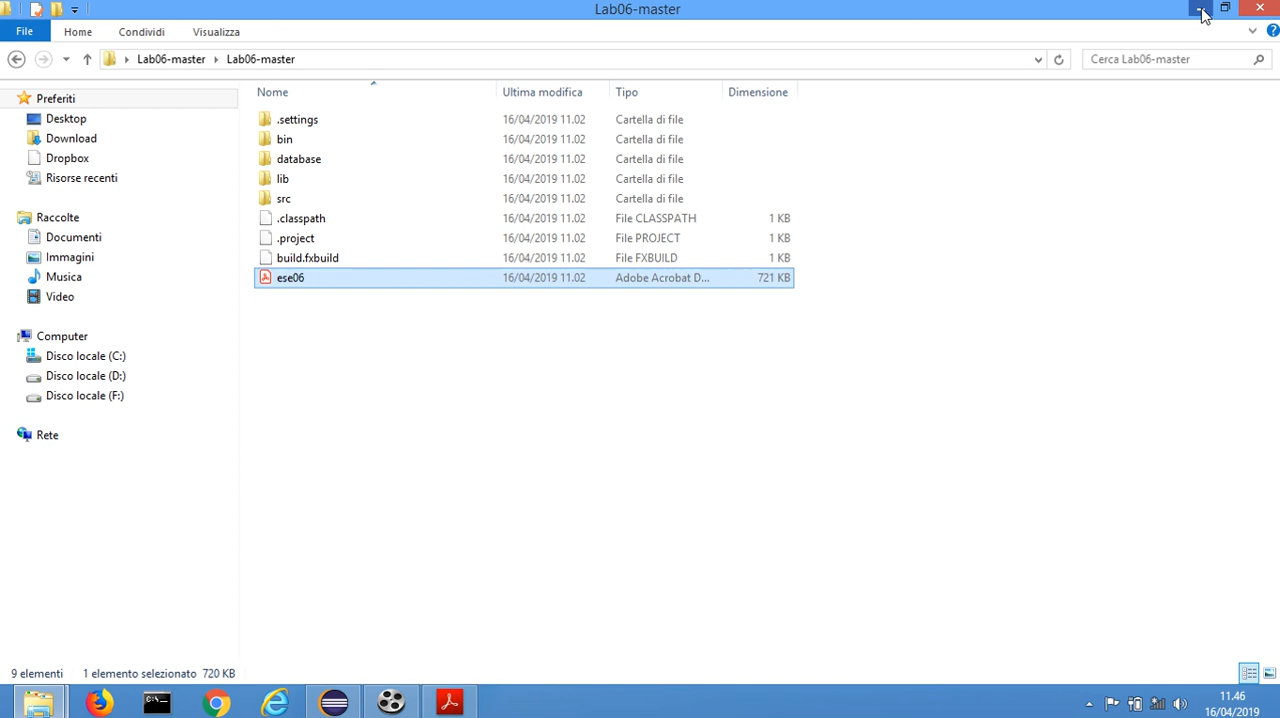 Lab06-master
File Home Condividi Visualizza
Lab06-master Lab06-master Cerca Lab06-master
Nome Ultima modifica Tipo Dimensione
Preferiti
Desktop
Download
Dropbox
Risorse recenti
Raccolte
Documenti
Immagini
Musica
Video
Computer
Disco locale (C:)
Disco locale (D:)
Disco locale (F:)
Rete
.settings 16/04/2019 11.02 Cartella di file
bin 16/04/2019 11.02 Cartella di file
database 16/04/2019 11.02 Cartella di file
lib 16/04/2019 11.02 Cartella di file
src 16/04/2019 11.02 Cartella di file
.classpath 16/04/2019 11.02 File CLASSPATH 1 KB
.project 16/04/2019 11.02 File PROJECT 1 KB
build.fxbuild 16/04/2019 11.02 File FXBUILD 1 KB
ese06 16/04/2019 11.02 Adobe Acrobat D... 721 KB
9 elementi 1 elemento selezionato 720 KB
11.46
16/04/2019